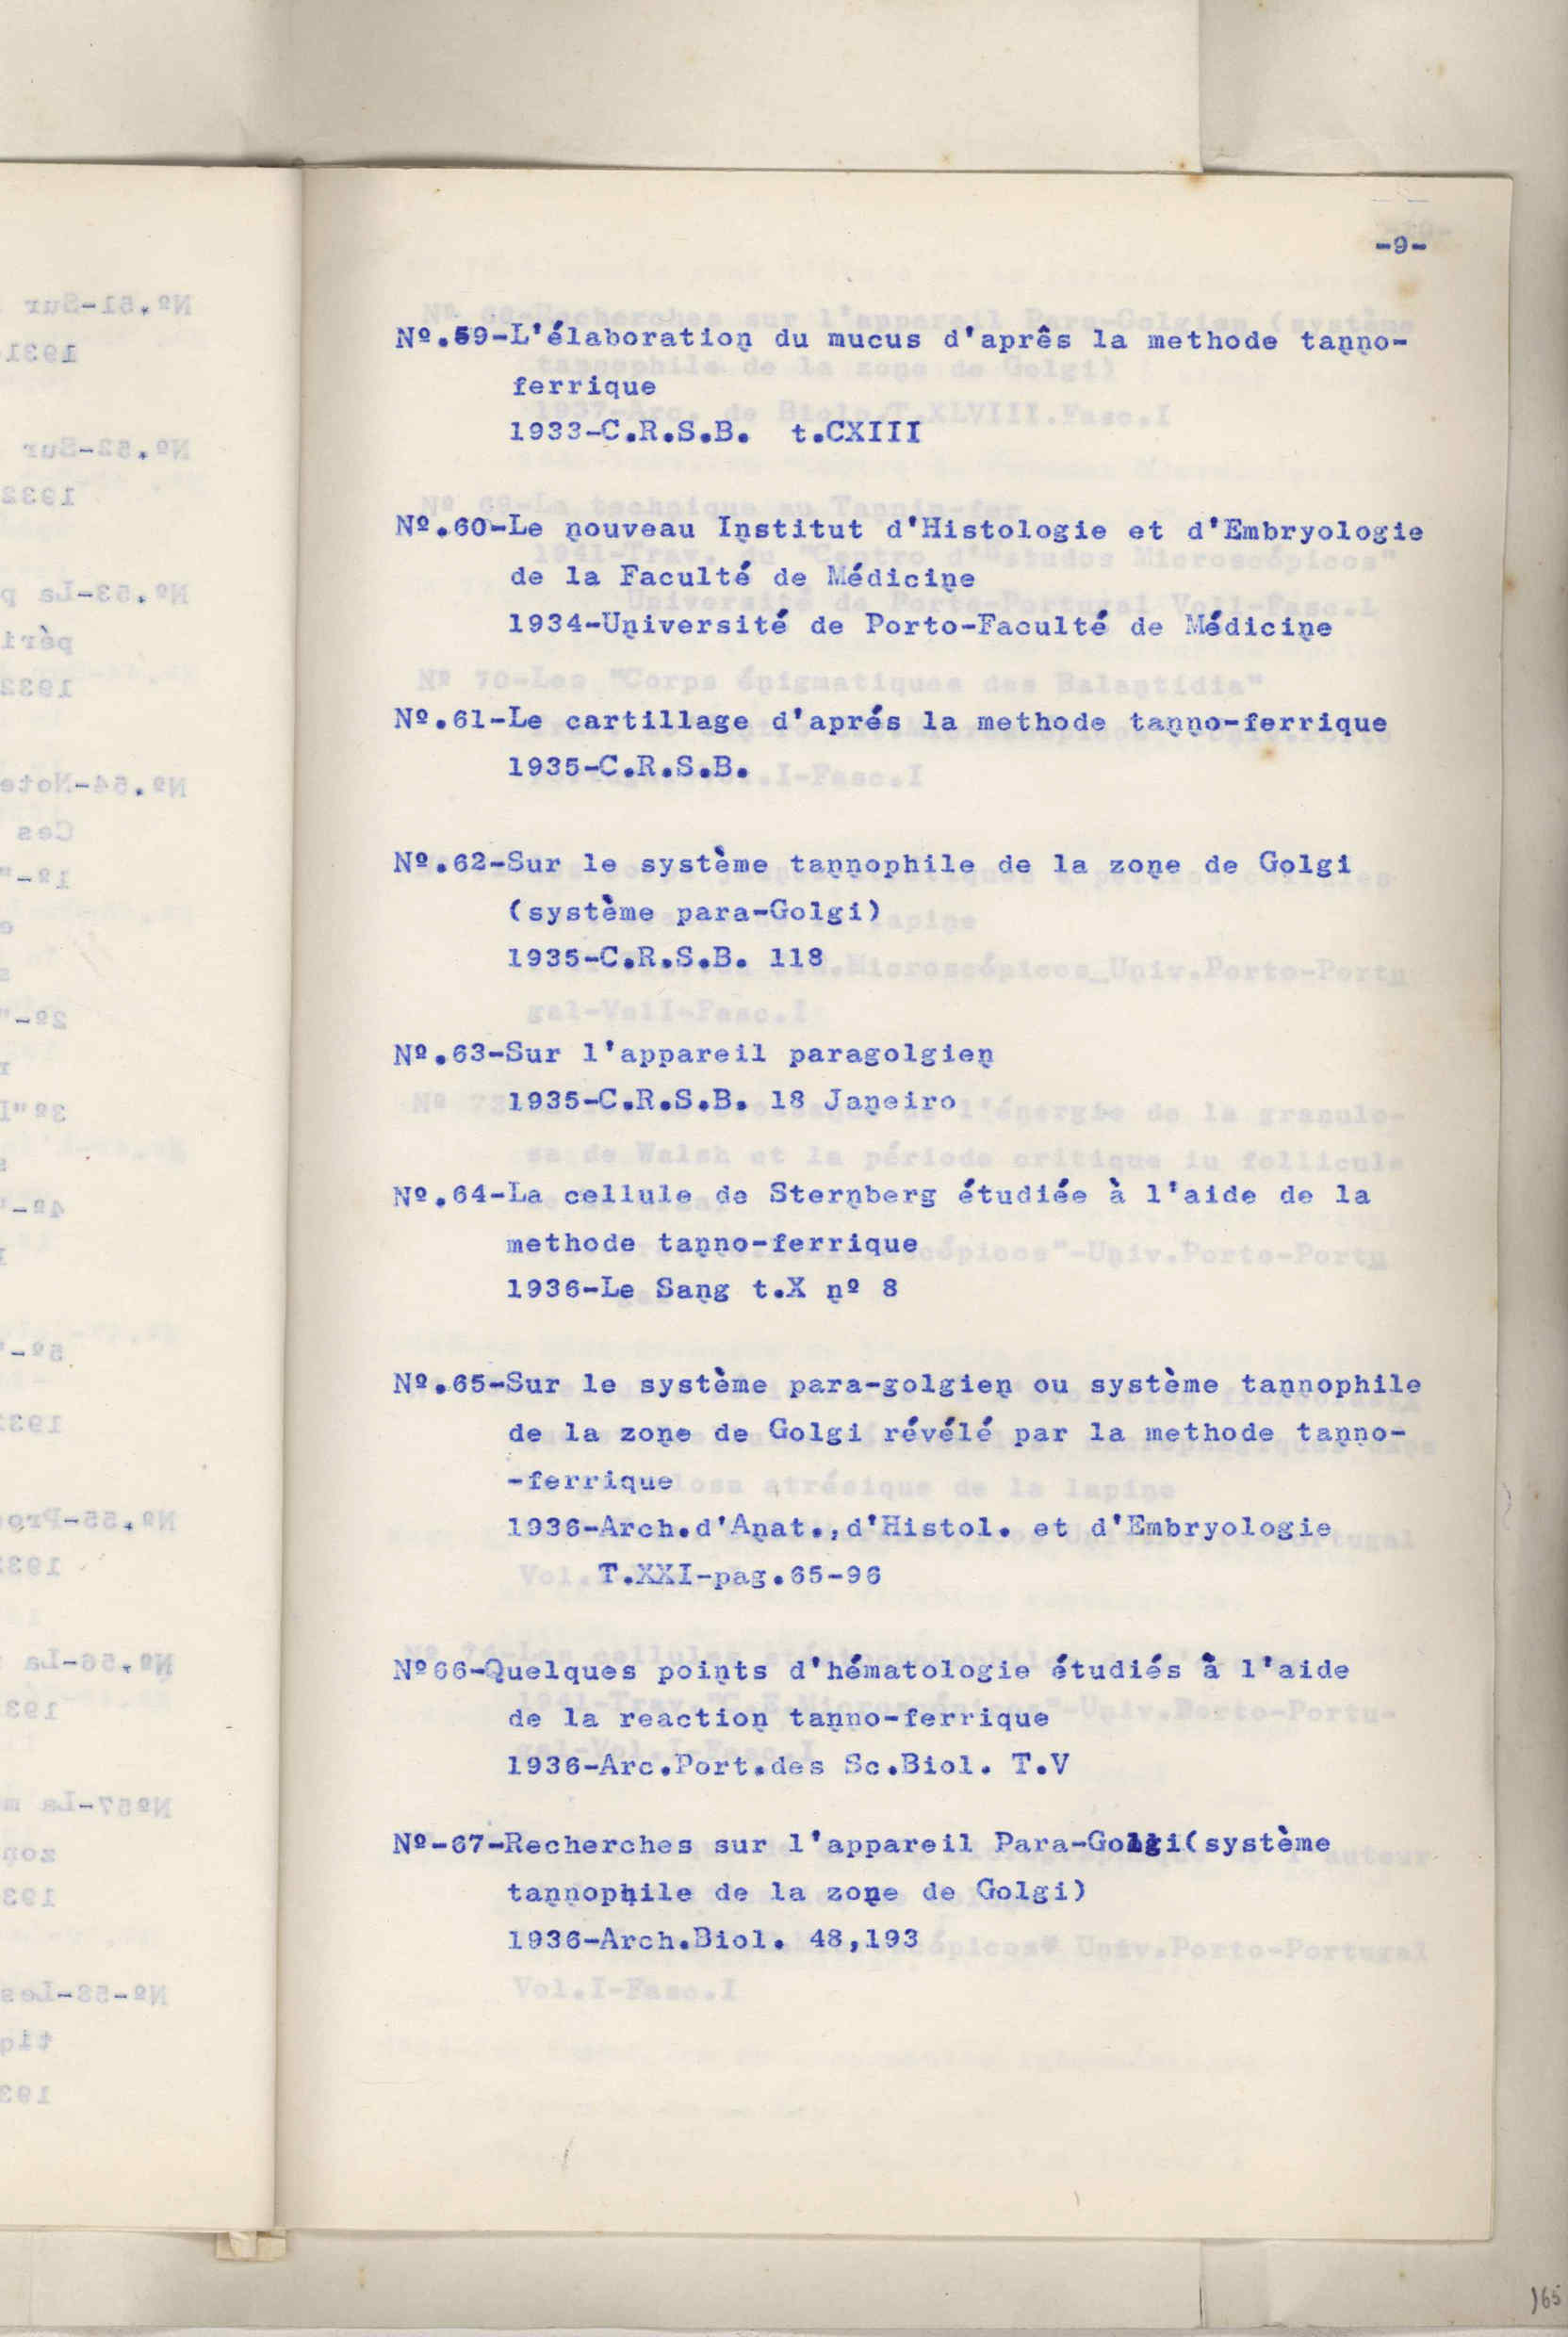 -9-
Nº.59-L'élaboration du mucus d'aprês la methode tanno-
ferrique
1933-C.R.S.B. t.CXIII
Nº.60-Le nouveau Institut d'Histologie et d'Embryologie
de la Faculté de Médicine
1934-Université de Porto-Faculté de Médicine
Nº.61-Le cartillage d'aprés la methode tanno-ferrique
1935-C.R.S.B.
Nº.62-Sur le système tannophile de la zone de Golgi
(système para-Golgi)
1935-C.R.S.B. 118
Nº.63-Sur l'appareil paragolgien
1935-C.R.S.B. 18 Janeiro
Nº.64-La cellule de Sternberg étudiée à l'aide de la
methode tanno-ferrique
1936-Le Sang t.X nº 8
Nº.65-Sur le système para-golgien ou système tannophile
de la zone de Golgi révélé par la methode tanno-
-ferrique
1936-Arch.d'Anat.,d'Histol. et d'Embryologie
T.XXI-pag.65-96
Nº66-Quelques points d'hématologie étudiés à l'aide
de la reaction tanno-ferrique
1936-Arc.Port.des Sc.Biol. T.V
Nº-67-Recherches sur l'appareil Para-Golgi(système
tannophile de la zone de Golgi)
1936-Arch.Biol. 48,193
165